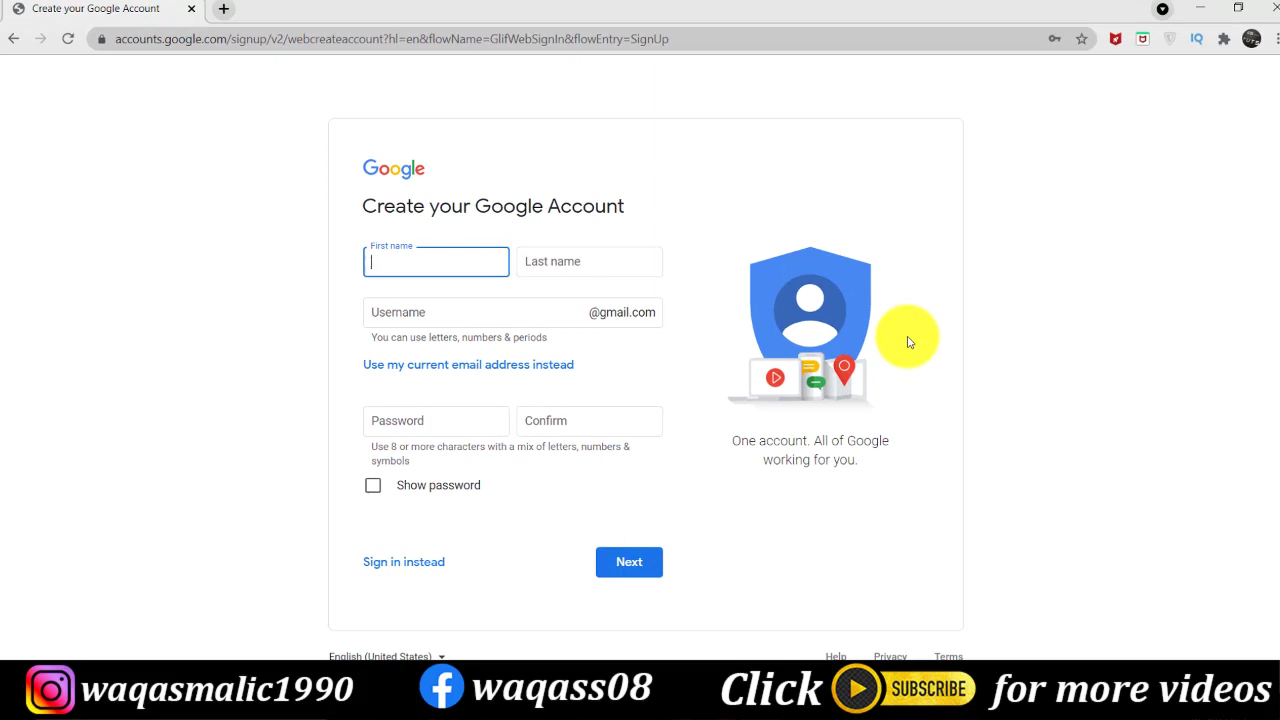 Create your Google Account
accounts.google.com/signup/v2/webcreateaccount?hl=en&flowName=GlifWebSignIn&flowEntry=SignUp
IQ
Google
Create your Google Account
First name
Last name
Username
@gmail.com
You can use letters, numbers & periods
Use my current email address instead
Password
Confirm
Use 8 or more characters with a mix of letters, numbers &
symbols
Show password
One account. All of Google
working for you.
Sign in instead
Next
English (United States)
Help
Privacy
Terms
waqasmalic1990
waqass08
Click
SUBSCRIBE
for more videos